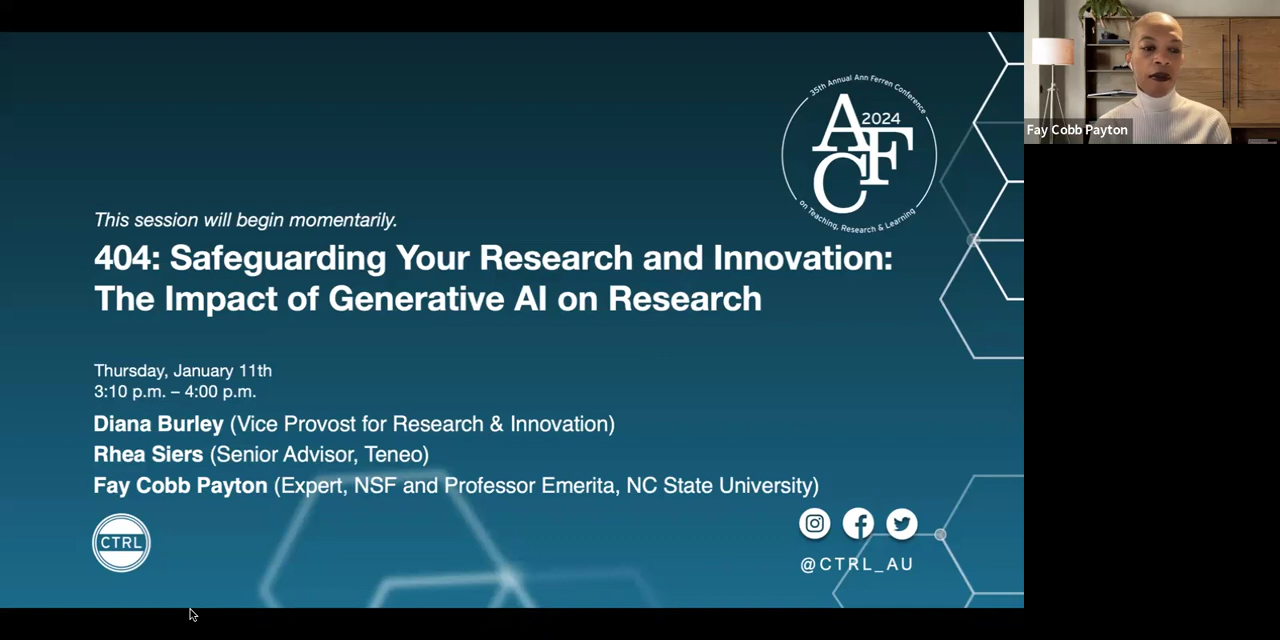 35th Annual Ann Ferren Conference
2024
AFC
on Teaching, Research & Learning
Fay Cobb Payton
This session will begin momentarily.
404: Safeguarding Your Research and Innovation:
The Impact of Generative AI on Research
Thursday, January 11th
3:10 p.m. – 4:00 p.m.
Diana Burley (Vice Provost for Research & Innovation)
Rhea Siers (Senior Advisor, Teneo)
Fay Cobb Payton (Expert, NSF and Professor Emerita, NC State University)
CTRL
@CTRL_AU